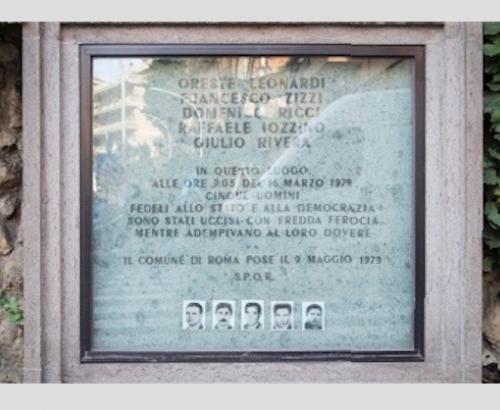 ORESTE LEONARDI
FRANCESCO ZIZZI
DOMENICO RICCI
RAFFAELE IOZZINO
GIULIO RIVERA
IN QUESTO LUOGO
ALLE ORE 9.05 DEL 16 MARZO 1978
CINQUE UOMINI
FEDELI ALLO STATO E ALLA DEMOCRAZIA
SONO STATI UCCISI CON FREDDA FEROCIA
MENTRE ADEMPIVANO AL LORO DOVERE
IL COMUNE DI ROMA POSE IL 9 MAGGIO 1979
S.P.Q.R.